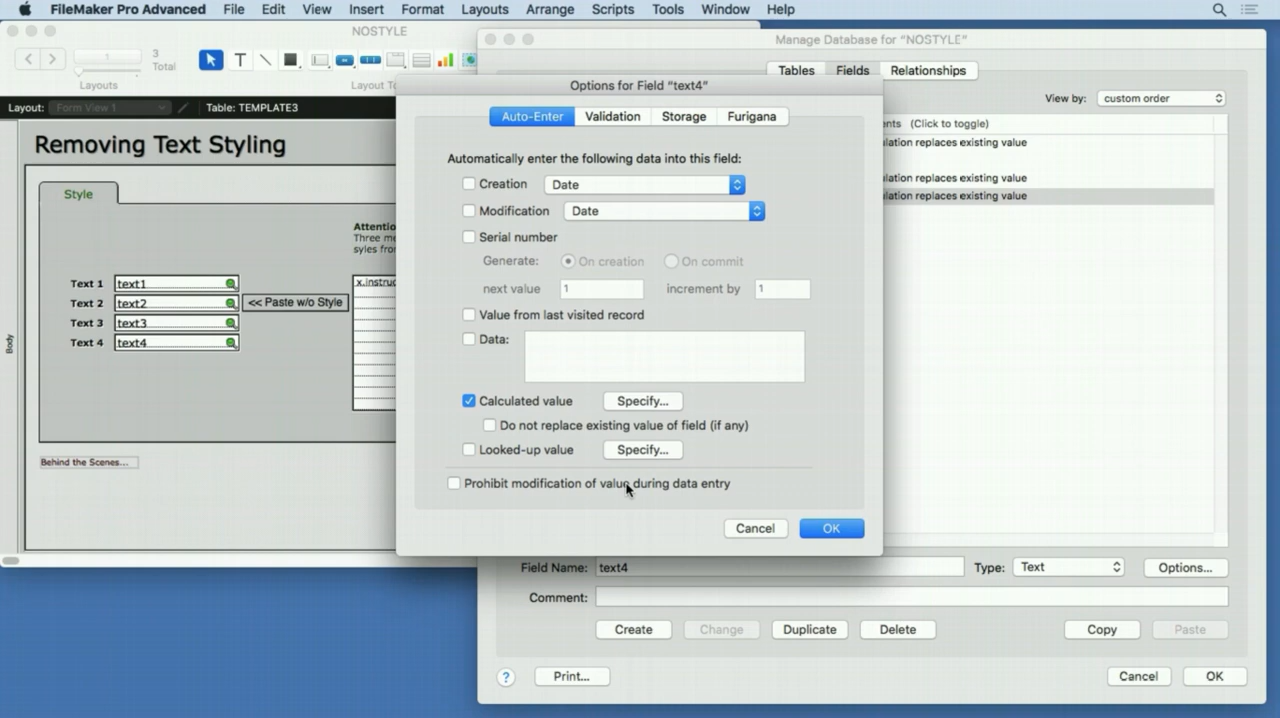 FileMaker Pro Advanced File Edit View Insert Format Layouts Arrange Scripts Tools Window Help
NOSTYLE
Manage Database for “NOSTYLE”
1
3
Total
Layouts
Layout To
Tables Fields Relationships
Layout: Form View 1 Table: TEMPLATE3
View by: custom order
nts (Click to toggle)
ulation replaces existing value
ulation replaces existing value
ulation replaces existing value
Removing Text Styling
Style
Attentio
Three me
syles fro
Text 1 text1
x.instruc
Text 2 text2 << Paste w/o Style
Text 3 text3
Text 4 text4
Body
Behind the Scenes...
Options for Field “text4”
Auto-Enter Validation Storage Furigana
Automatically enter the following data into this field:
Creation Date
Modification Date
Serial number
Generate: On creation On commit
next value 1 increment by 1
Value from last visited record
Data:
Calculated value Specify...
Do not replace existing value of field (if any)
Looked-up value Specify...
Prohibit modification of value during data entry
Cancel OK
Field Name: text4 Type: Text Options...
Comment:
Create Change Duplicate Delete Copy Paste
? Print... Cancel OK